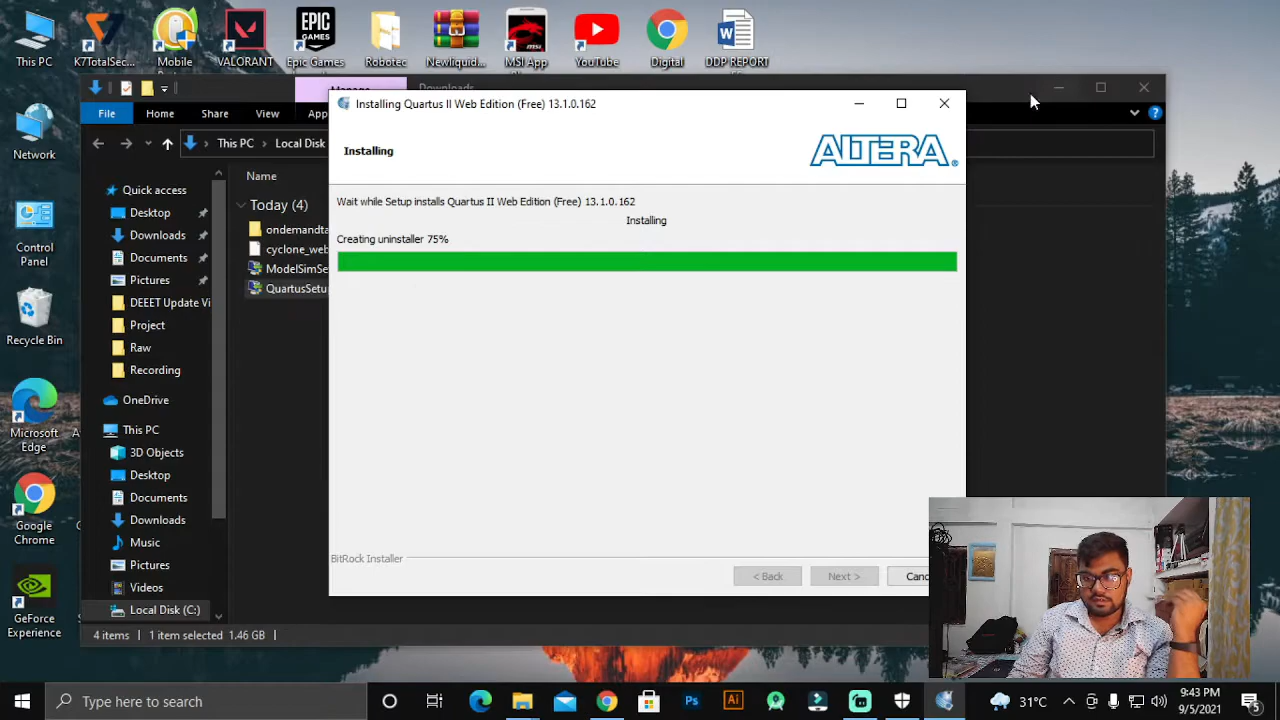 This PC
K7TotalSec...
Mobile
VALORANT
EPIC GAMES
Epic Games
Robotec
Newliquid...
MSI App
YouTube
Digital
DDP REPORT
Network
Control Panel
Recycle Bin
Microsoft Edge
Google Chrome
GeForce Experience
Downloads
File
Home
Share
View
This PC
Local Disk
Quick access
Desktop
Downloads
Documents
Pictures
DEEET Update Vi
Project
Raw
Recording
OneDrive
This PC
3D Objects
Desktop
Documents
Downloads
Music
Pictures
Videos
Local Disk (C:)
Name
Today (4)
ondemandta
cyclone_web
ModelSimSe
QuartusSetu
4 items
1 item selected 1.46 GB
Installing Quartus II Web Edition (Free) 13.1.0.162
Installing
ALTERA®
Wait while Setup installs Quartus II Web Edition (Free) 13.1.0.162
Installing
Creating uninstaller 75%
BitRock Installer
< Back
Next >
Canc
Type here to search
Ps
Ai
31°C
9:43 PM
9/5/2021
5